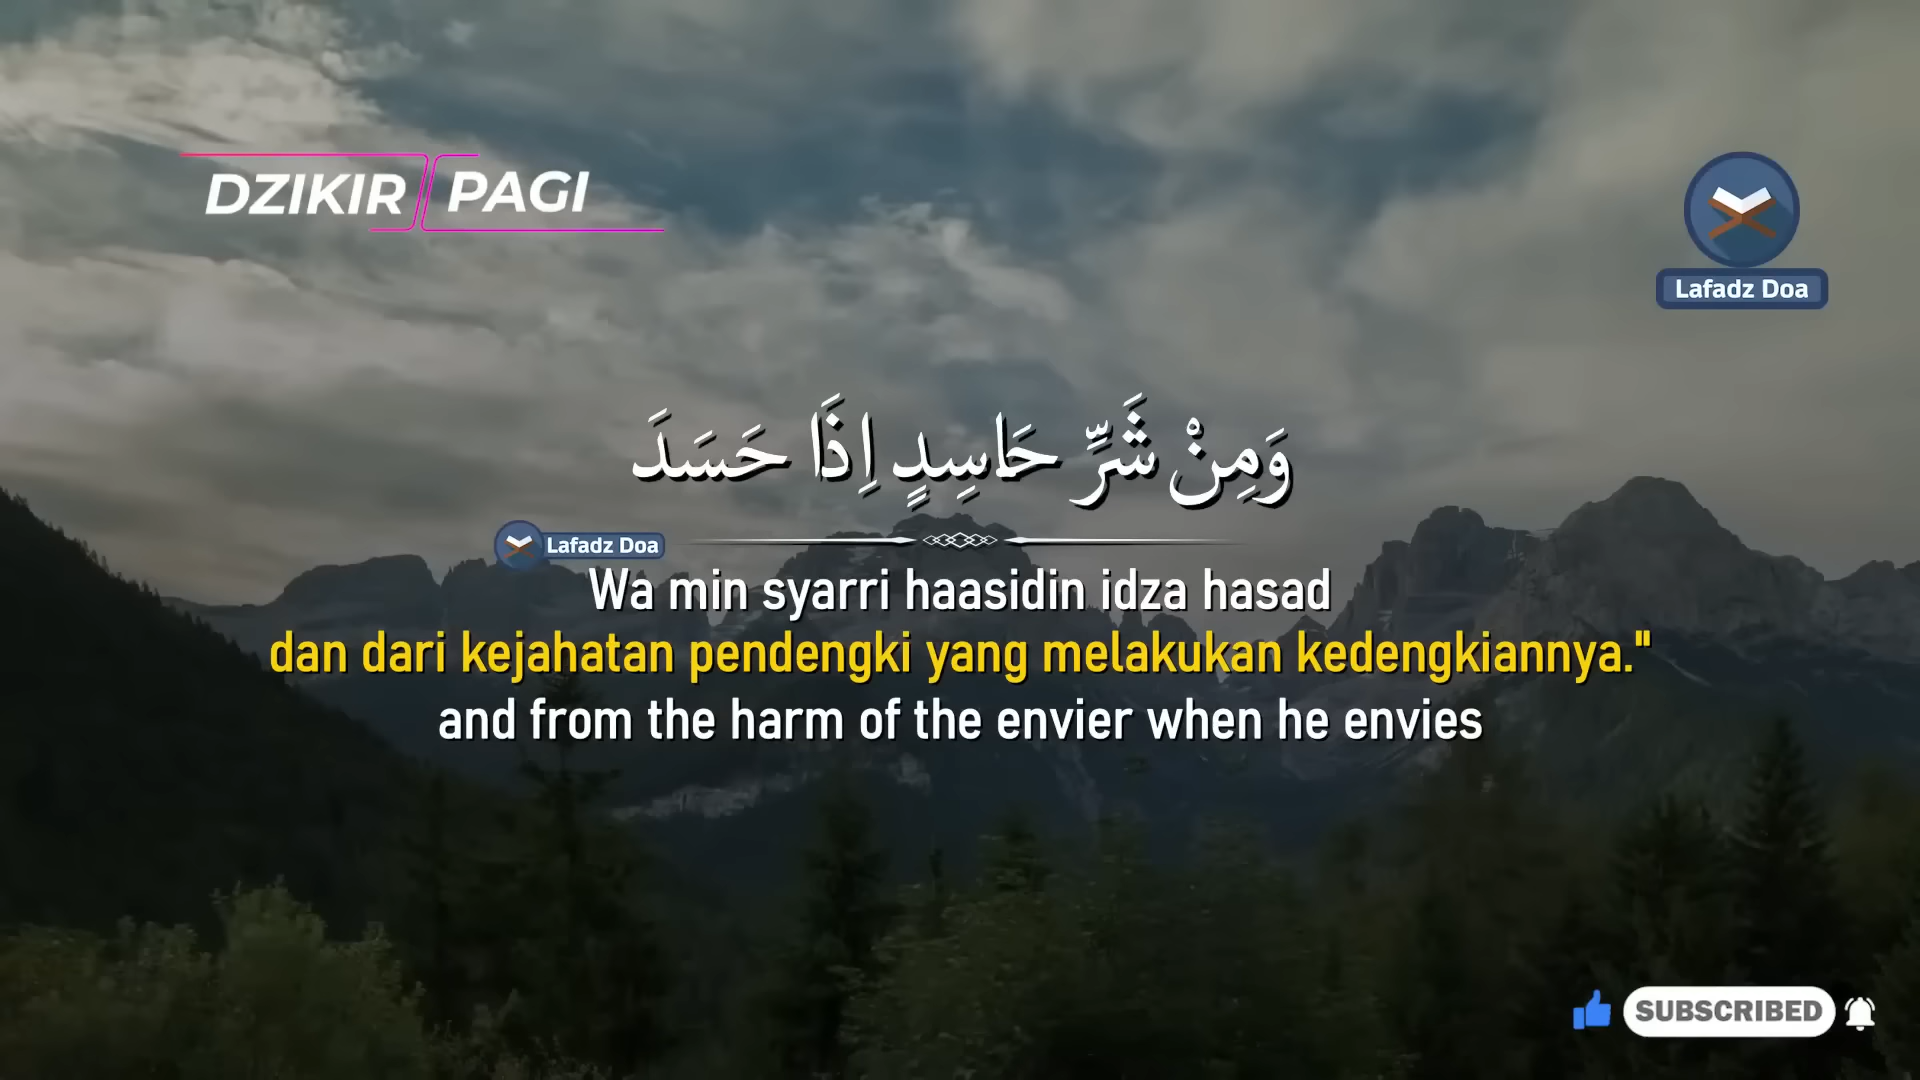 DZIKIR PAGI
Lafadz Doa
وَمِنْ شَرِّ حَاسِدٍ اِذَا حَسَدَ
Lafadz Doa
Wa min syarri haasidin idza hasad
dan dari kejahatan pendengki yang melakukan kedengkiannya."
and from the harm of the envier when he envies
SUBSCRIBED